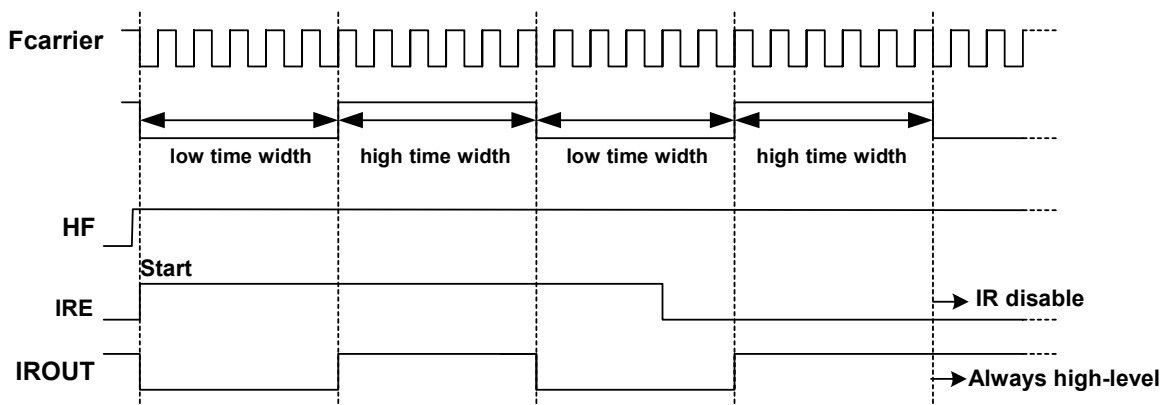 Fcarrier
low time width high time width low time width high time width
HF
Start
IRE
IR disable
IROUT
Always high-level